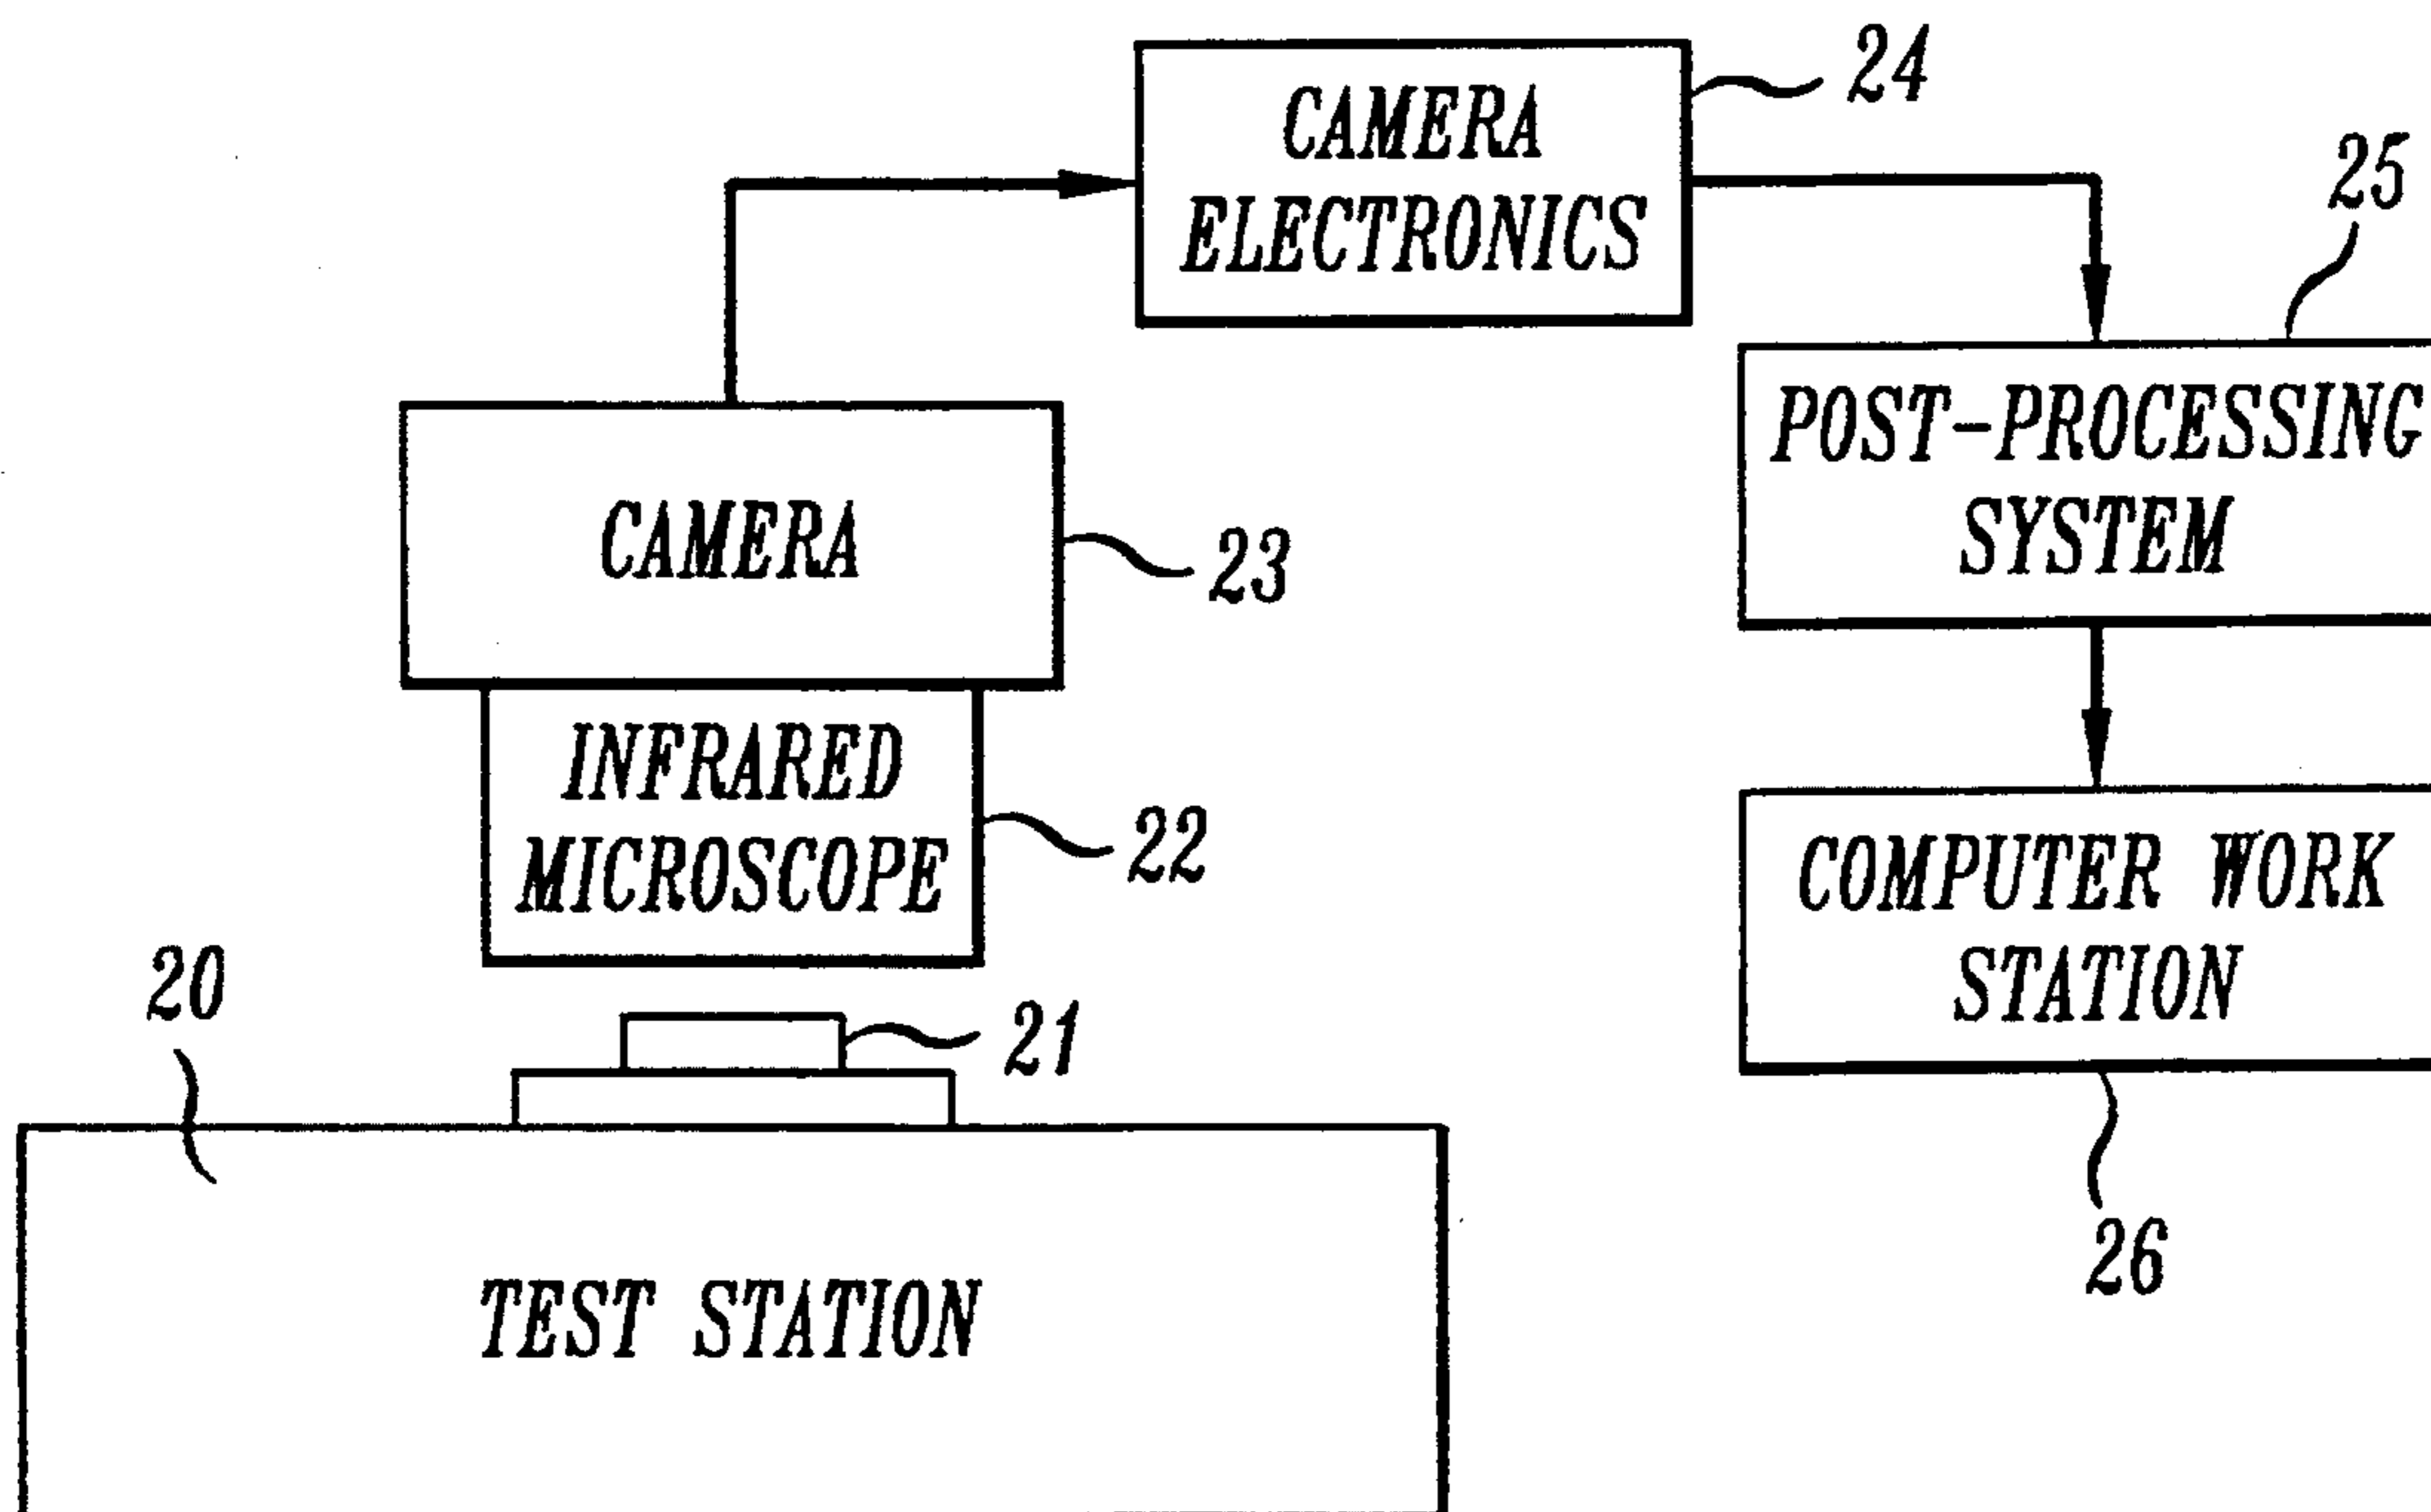 24
CAMERA
ELECTRONICS
25
POST-PROCESSING
SYSTEM
CAMERA
23
INFRARED
MICROSCOPE
22
COMPUTER WORK
STATION
20
21
26
TEST STATION